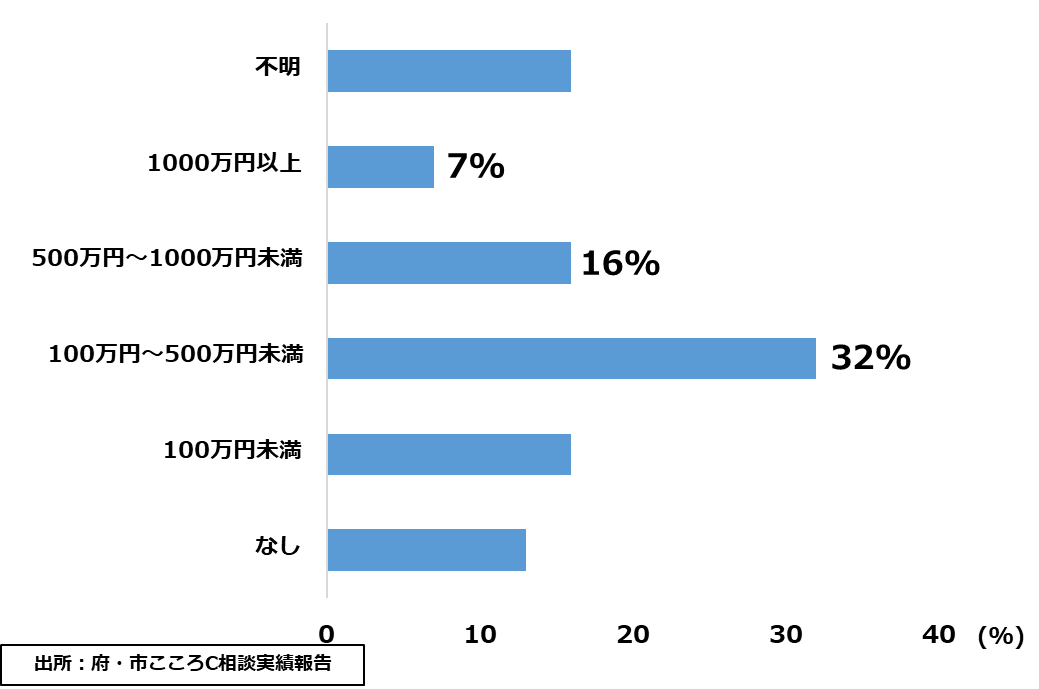 不明
1000万円以上
7%
500万円～1000万円未満
16%
100万円～500万円未満
32%
100万円未満
なし
0 10 20 30 40 (%)
出所：府・市こころC相談実績報告